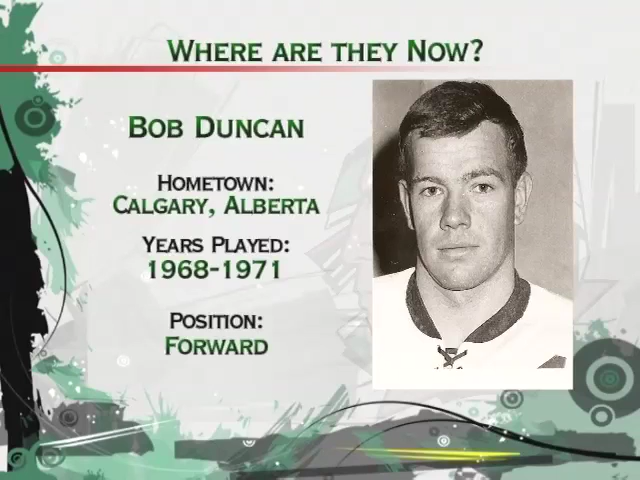 Where are they Now?
Bob Duncan
Hometown:
Calgary, Alberta
Years Played:
1968-1971
Position:
Forward